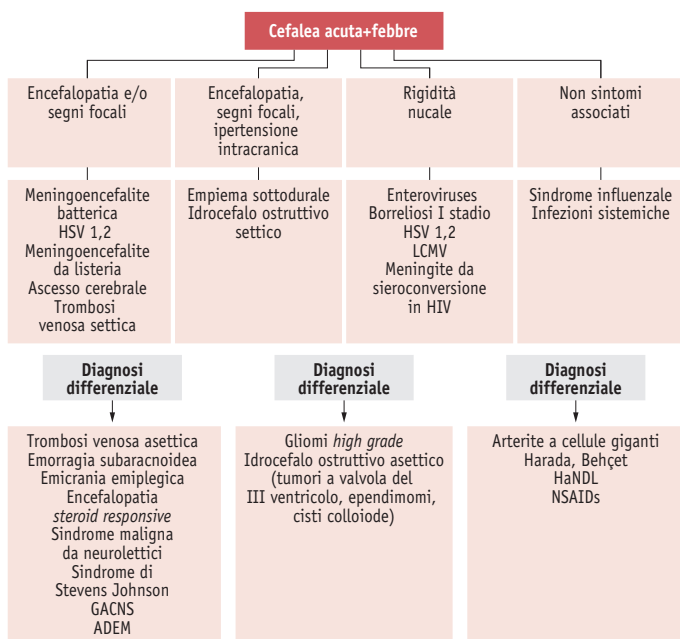 Cefalea acuta+febbre
Encefalopatia e/o
segni focali
Encefalopatia,
segni focali,
ipertensione
intracranica
Rigidità
nucale
Non sintomi
associati
Meningoencefalite
batterica
HSV 1,2
Meningoencefalite
da listeria
Ascesso cerebrale
Trombosi
venosa settica
Empiema sottodurale
Idrocefalo ostruttivo
settico
Enteroviruses
Borreliosi I stadio
HSV 1,2
LCMV
Meningite da
sieroconversione
in HIV
Sindrome influenzale
Infezioni sistemiche
Diagnosi
differenziale
Diagnosi
differenziale
Diagnosi
differenziale
Trombosi venosa asettica
Emorragia subaracnoidea
Emicrania emiplegica
Encefalopatia
steroid responsive
Sindrome maligna
da neurolettici
Sindrome di
Stevens Johnson
GACNS
ADEM
Gliomi high grade
Idrocefalo ostruttivo asettico
(tumori a valvola del
III ventricolo, ependimomi,
cisti colloiode)
Arterite a cellule giganti
Harada, Behçet
HaNDL
NSAIDs